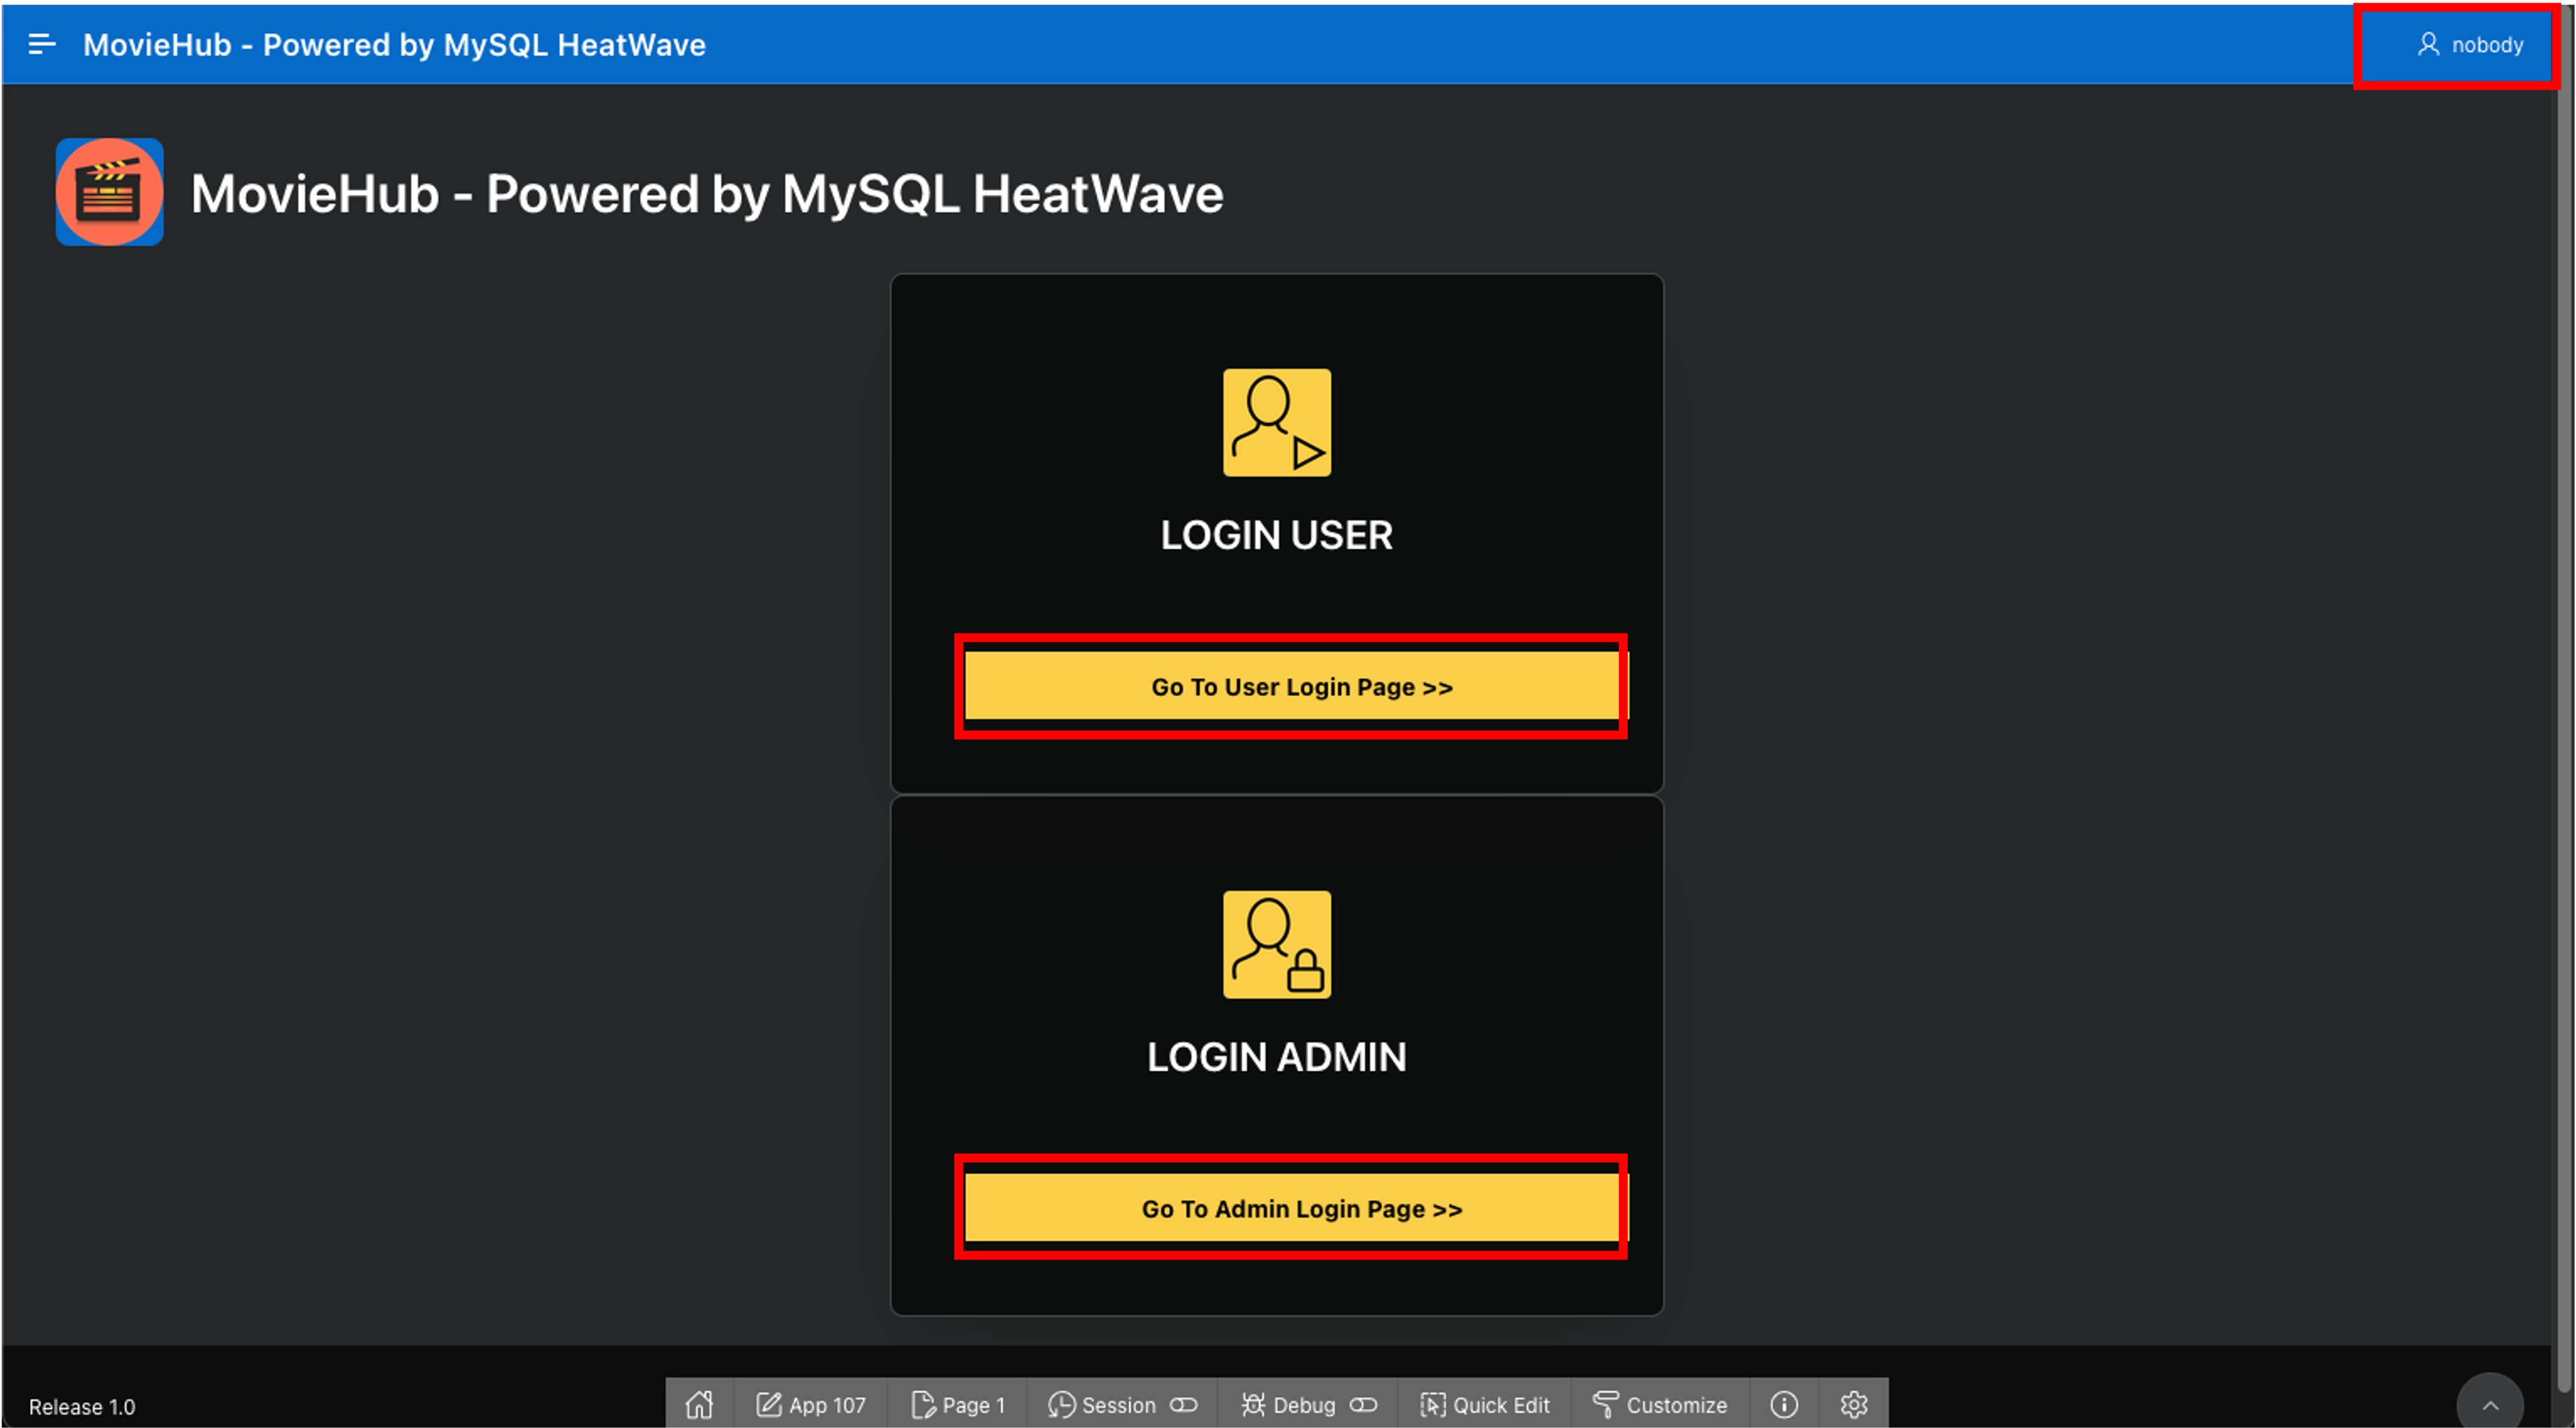 MovieHub - Powered by MySQL HeatWave
nobody
MovieHub - Powered by MySQL HeatWave
LOGIN USER
Go To User Login Page >>
LOGIN ADMIN
Go To Admin Login Page >>
Release 1.0
App 107 Page 1 Session Debug Quick Edit Customize